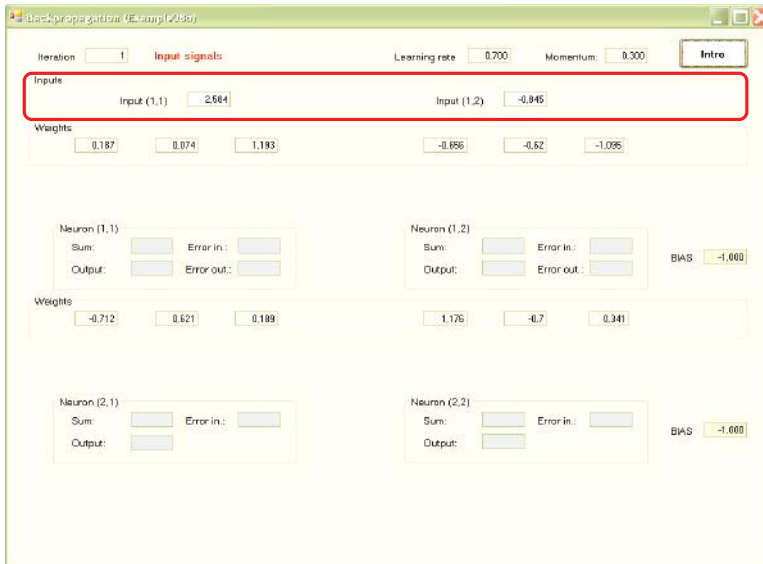 Backpropagation (Example09b)
Iteration 1 Input signals Learning rate 0.700 Momentum: 0.300 Intro
Inputs
Input (1,1) 2,584 Input (1,2) -0,845
Weights
0,187 0,074 1,193 -0,656 -0,62 -1,095
Neuron (1,1) Neuron (1,2)
Sum: Error in.: Sum: Error in.:
BIAS -1,000
Output: Error out.: Output: Error out.:
Weights
-0,712 0,621 0,189 1,176 -0,7 0,341
Neuron (2,1) Neuron (2,2)
Sum: Error in.: Sum: Error in.:
BIAS -1,000
Output: Output: